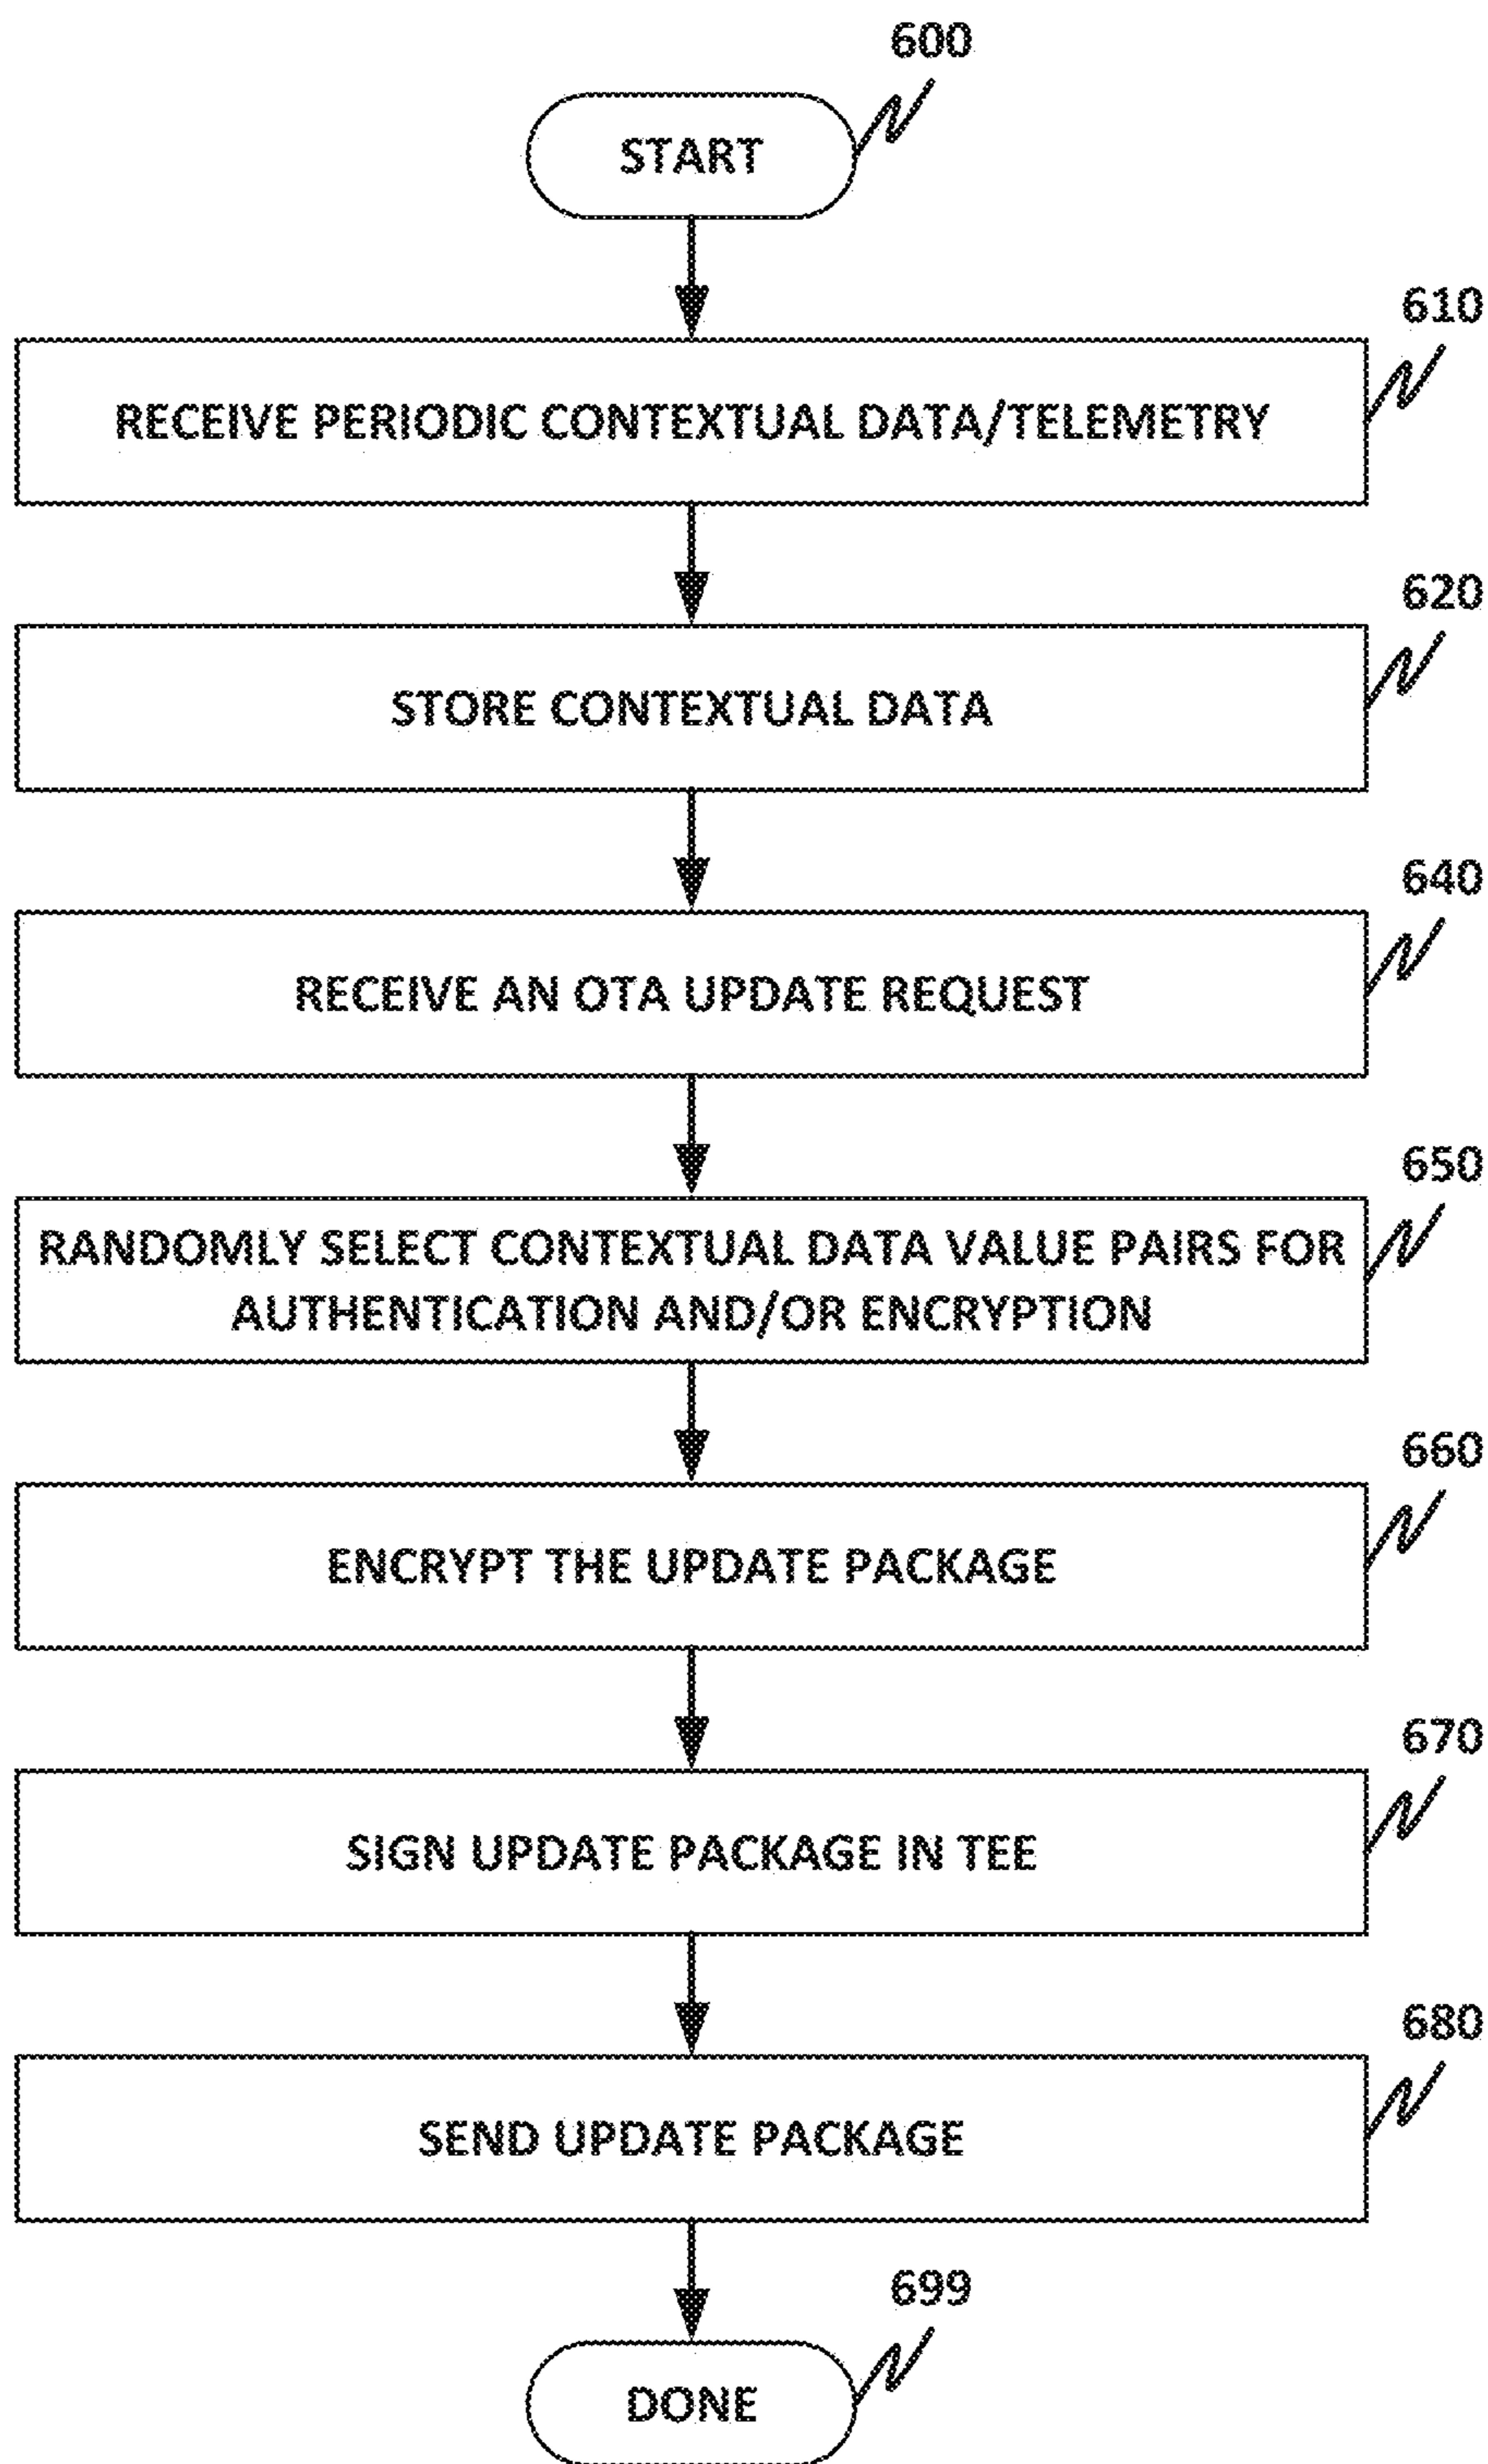 600
START
610
RECEIVE PERIODIC CONTEXTUAL DATA/TELEMETRY
620
STORE CONTEXTUAL DATA
640
RECEIVE AN OTA UPDATE REQUEST
650
RANDOMLY SELECT CONTEXTUAL DATA VALUE PAIRS FOR
AUTHENTICATION AND/OR ENCRYPTION
660
ENCRYPT THE UPDATE PACKAGE
670
SIGN UPDATE PACKAGE IN TEE
680
SEND UPDATE PACKAGE
699
DONE